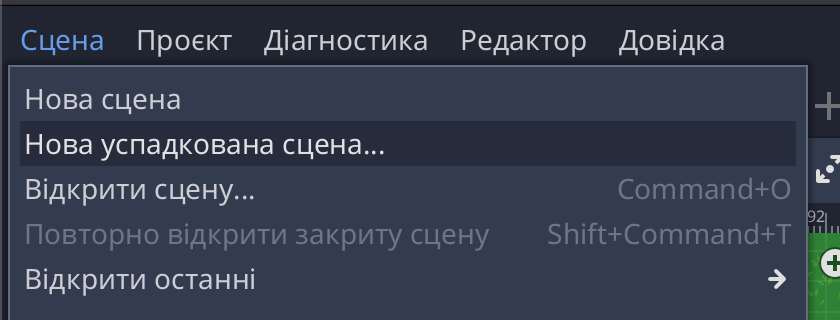 Сцена Проєкт Діагностика Редактор Довідка
Нова сцена
Нова успадкована сцена...
Відкрити сцену... Command+O
Повторно відкрити закриту сцену Shift+Command+T
Відкрити останні
92